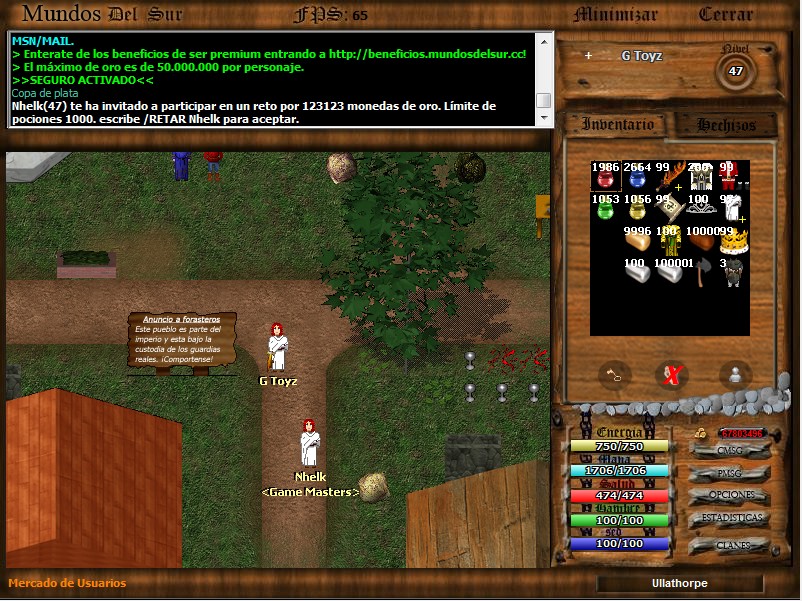 Mundos Del Sur
FPS: 65
Minimizar
Cerrar
MSN/MAIL.
> Enterate de los beneficios de ser premium entrando a http://beneficios.mundosdelsur.cc!
> El máximo de oro es de 50.000.000 por personaje.
>>SEGURO ACTIVADO<<
Copa de plata
Nhelk(47) te ha invitado a participar en un reto por 123123 monedas de oro. Límite de
pociones 1000. escribe /RETAR Nhelk para aceptar.
+ G Toyz
Nivel
47
Inventario
Hechizos
1986 2664 99 200 99
1053 1056 99 100
9996 100 10000 99
100 10000 1 3
Anuncio a forasteros
Este pueblo es parte del
imperio y esta bajo la
custodia de los guardias
reales. ¡Comportense!
G Toyz
Nhelk
<Game Masters>
Energia
750/750
Mana
1706/1706
Salud
474/474
Hambre
100/100
sed
100/100
CMSG
PMSG
OPCIONES
ESTADISTICAS
CLANES
Mercado de Usuarios
Ullathorpe